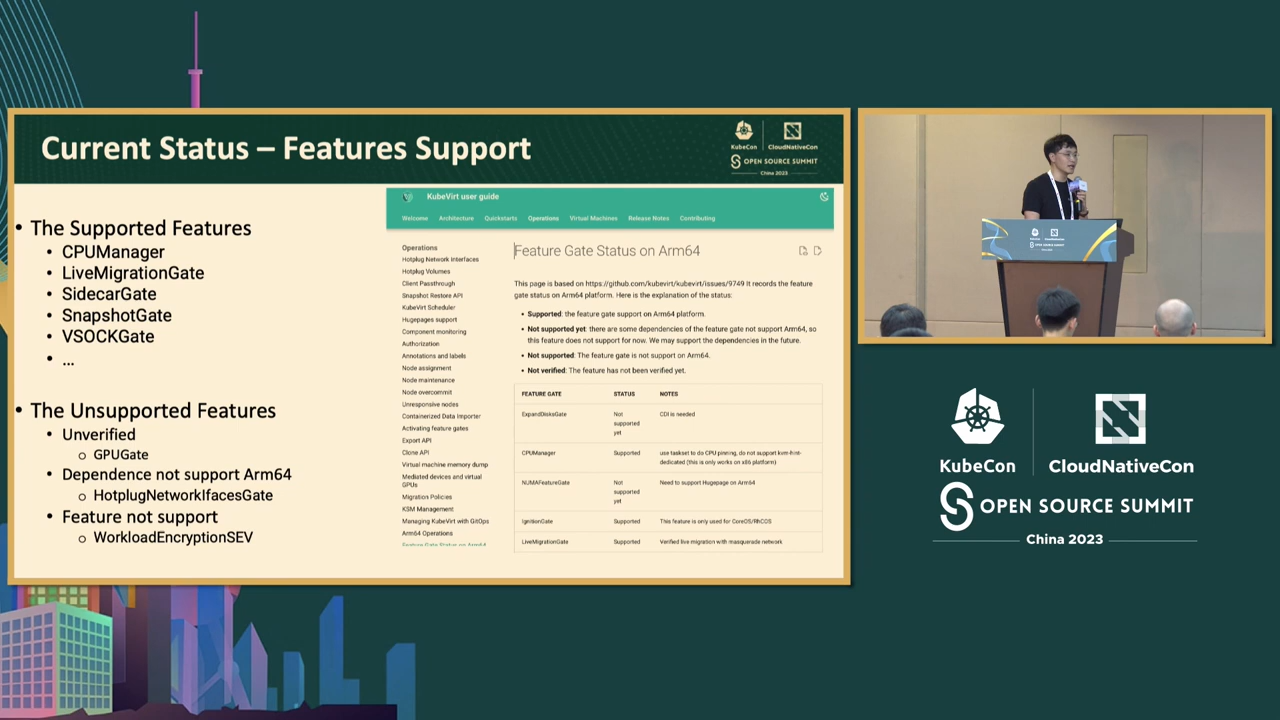 Current Status – Features Support
KubeCon
CloudNativeCon
OPEN SOURCE SUMMIT
China 2023
• The Supported Features
• CPUManager
• LiveMigrationGate
• SidecarGate
• SnapshotGate
• VSOCKGate
• ...
• The Unsupported Features
• Unverified
○ GPUGate
• Dependence not support Arm64
○ HotplugNetworkIfacesGate
• Feature not support
○ WorkloadEncryptionSEV
KubeVirt user guide
Welcome Architecture Quickstarts Operations Virtual Machines Release Notes Contributing
Operations
Hotplug Network Interfaces
Hotplug Volumes
Client Passthrough
Snapshot Restore API
KubeVirt Scheduler
Hugepages support
Component monitoring
Authorization
Annotations and labels
Node assignment
Node maintenance
Node overcommit
Unresponsive nodes
Containerized Data Importer
Activating feature gates
Export API
Clone API
Virtual machine memory dump
Mediated devices and virtual
GPUs
Migration Policies
KSM Management
Managing KubeVirt with GitOps
Arm64 Operations
Feature Gate Status on Arm64
Feature Gate Status on Arm64
This page is based on https://github.com/kubevirt/kubevirt/issues/9749 It records the feature
gate status on Arm64 platform. Here is the explanation of the status:
• Supported: the feature gate support on Arm64 platform.
• Not supported yet: there are some dependencies of the feature gate not support Arm64, so
this feature does not support for now. We may support the dependencies in the future.
• Not supported: The feature gate is not support on Arm64.
• Not verified: The feature has not been verified yet.
FEATURE GATE STATUS NOTES
ExpandDisksGate Not supported yet CDI is needed
CPUManager Supported use taskset to do CPU pinning, do not support kvm-hint-
dedicated (this is only works on x86 platform)
NUMAFeatureGate Not supported yet Need to support Hugepage on Arm64
IgnitionGate Supported This feature is only used for CoreOS/RhCOS
LiveMigrationGate Supported Verified live migration with masquerade network
KubeCon
CloudNativeCon
OPEN SOURCE SUMMIT
China 2023